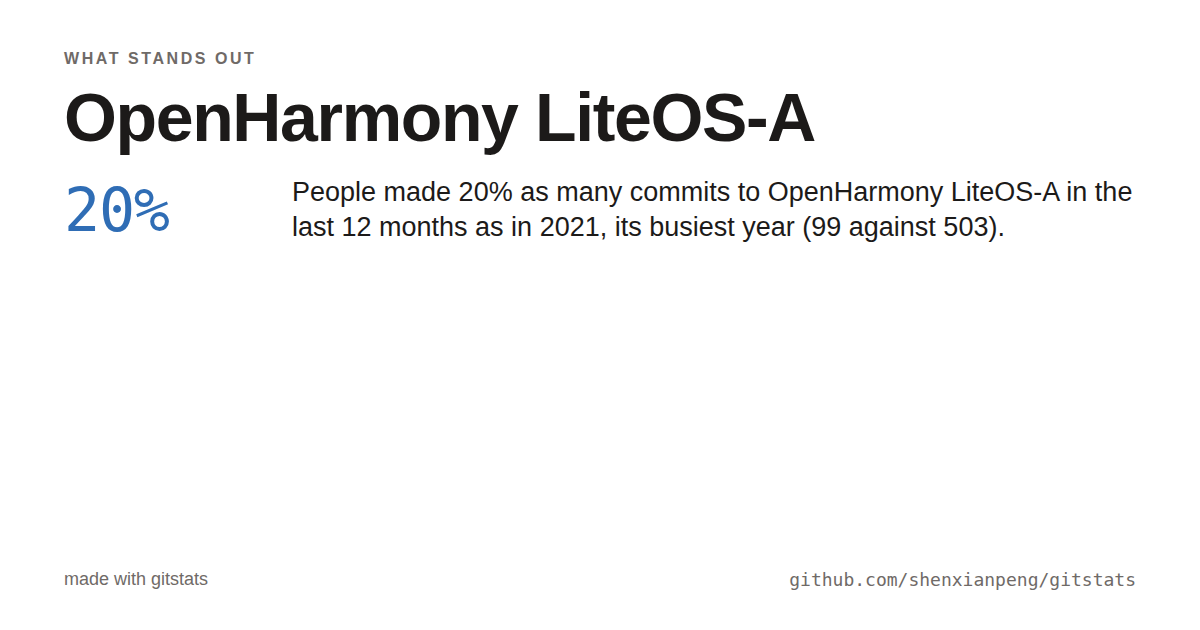 WHAT STANDS OUT
OpenHarmony LiteOS-A
20%
People made 20% as many commits to OpenHarmony LiteOS-A in the
last 12 months as in 2021, its busiest year (99 against 503).
made with gitstats
github.com/shenxianpeng/gitstats